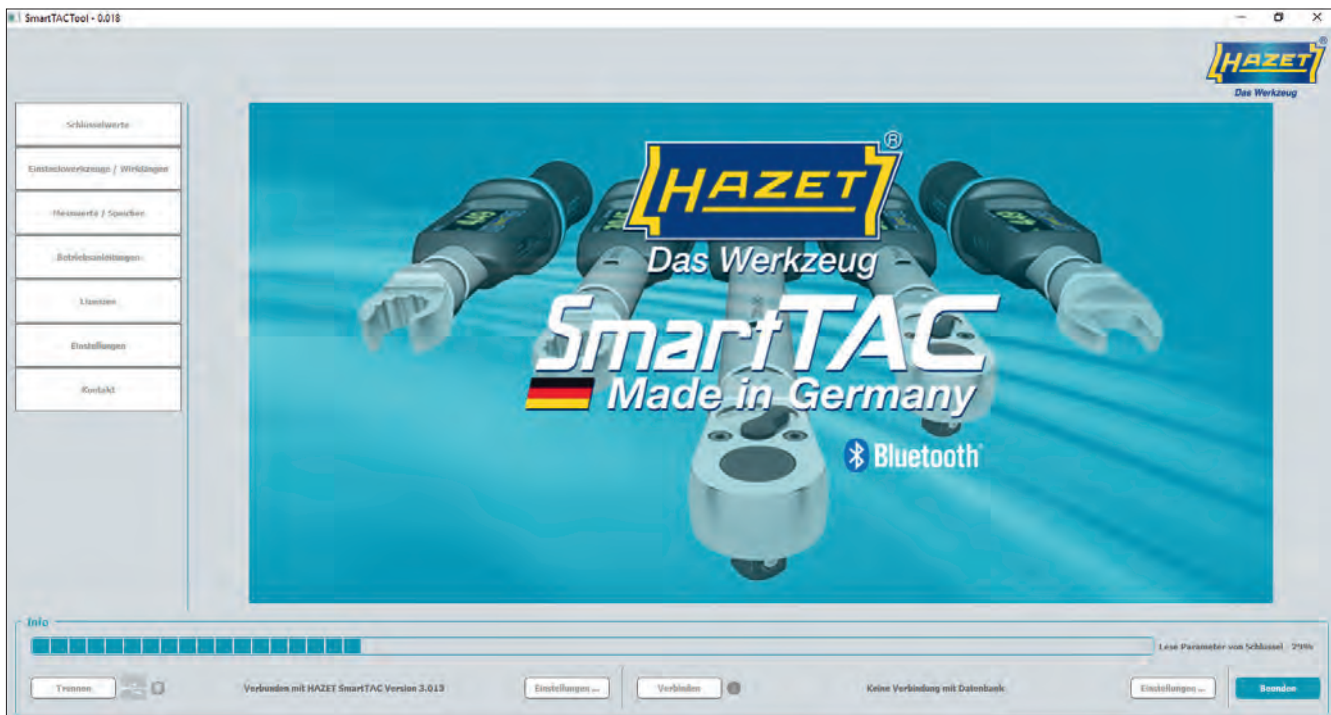 SmartTACTool - 0.018
HAZET
®
Das Werkzeug
Schlüsselwerte
Einsteckwerkzeuge / Wirklängen
Messwerte / Speicher
Betriebsanleitungen
Lizenzen
Einstellungen
Kontakt
HAZET
®
Das Werkzeug
SmartTAC
Made in Germany
Bluetooth
Info
Lese Parameter von Schlüssel 29%
Trennen
Verbunden mit HAZET SmartTAC Version 3.013
Einstellungen ...
Verbinden
Keine Verbindung mit Datenbank
Einstellungen ...
Beenden